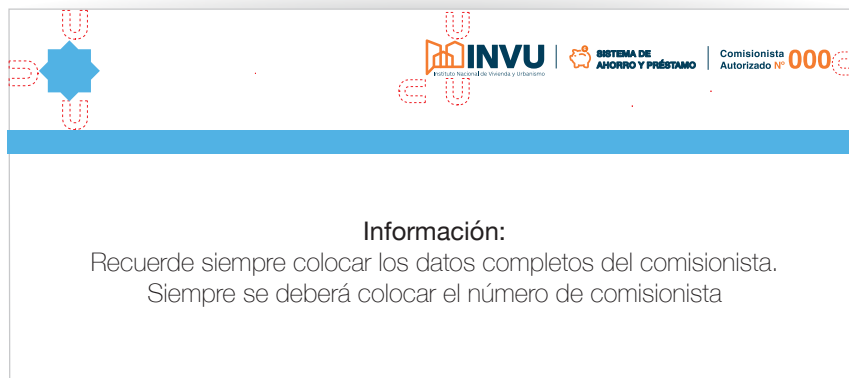 INVU
Instituto Nacional de Vivienda y Urbanismo
SISTEMA DE
AHORRO Y PRÉSTAMO
Comisionista
Autorizado Nº 000
Información:
Recuerde siempre colocar los datos completos del comisionista.
Siempre se deberá colocar el número de comisionista